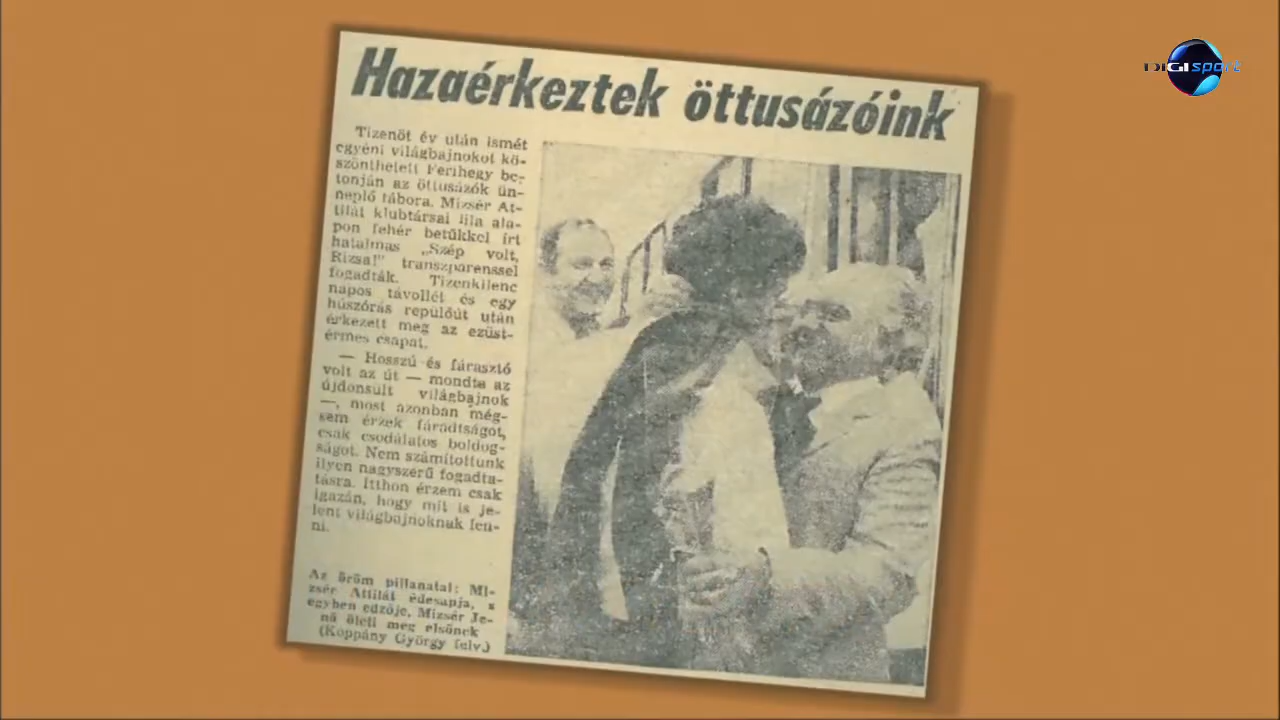 DIGI sport
Hazaérkeztek öttusázóink
Tizenöt év után ismét
egyéni világbajnokot kö-
szönthetett Ferihegy be-
tonján az öttusázók ün-
neplő tábora. Mizsér At-
tilát klubtársai lila ala-
pon fehér betűkkel írt
hatalmas „Szép volt,
Rizsa!” transzparenssel
fogadták. Tizenkilenc
napos távollét és egy
húszórás repülőút után
érkezett meg az ezüst-
érmes csapat.
— Hosszú és fárasztó
volt az út — mondta az
újdonsült világbajnok
—, most azonban még-
sem érzek fáradtságot,
csak csodálatos boldog-
ságot. Nem számítottunk
ilyen nagyszerű fogadta-
tásra. Itthon érzem csak
igazán, hogy mit is je-
lent világbajnoknak len-
ni.
Az öröm pillanatai: Mi-
zsér Attilát édesapja, s
egyben edzője, Mizsér Je-
nő öleli meg elsőnek
(Koppány György felv.)